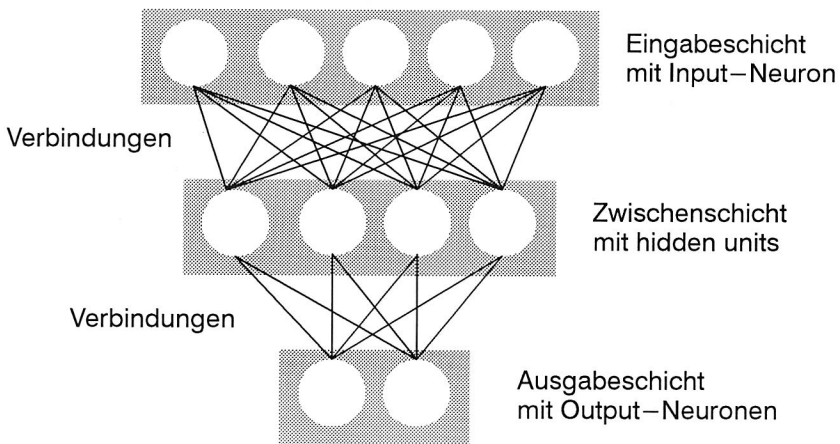 Eingabeschicht
mit Input–Neuron
Verbindungen
Zwischenschicht
mit hidden units
Verbindungen
Ausgabeschicht
mit Output–Neuronen